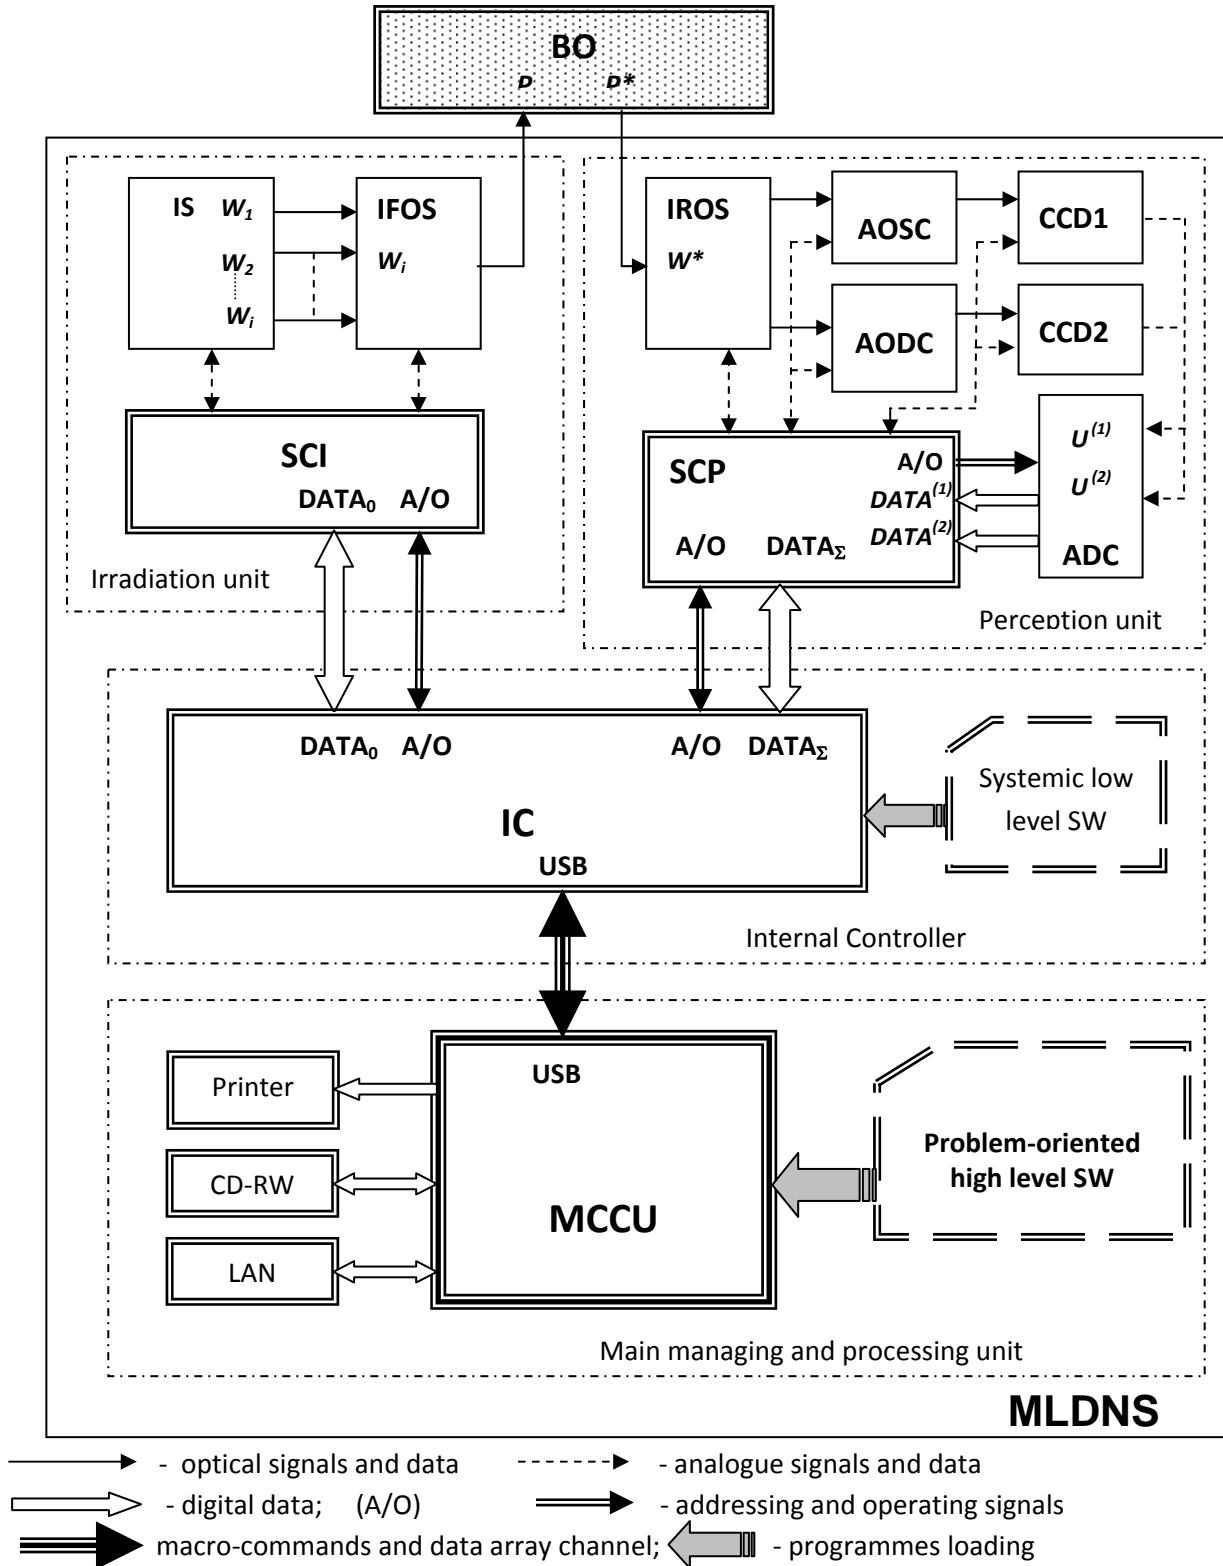 BO
IS W₁
W₂
Wᵢ
IFOS
Wᵢ
IROS
W*
AOSC
CCD1
AODC
CCD2
SCI
DATA₀ A/O
Irradiation unit
SCP
A/O
DATA⁽¹⁾
DATA⁽²⁾
A/O DATA_Σ
U⁽¹⁾
U⁽²⁾
ADC
Perception unit
DATA₀ A/O A/O DATA_Σ
IC
USB
Systemic low
level SW
Internal Controller
USB
MCCU
Printer
CD-RW
LAN
Problem-oriented
high level SW
Main managing and processing unit
MLDNS
- optical signals and data - analogue signals and data
- digital data; (A/O) - addressing and operating signals
macro-commands and data array channel; - programmes loading